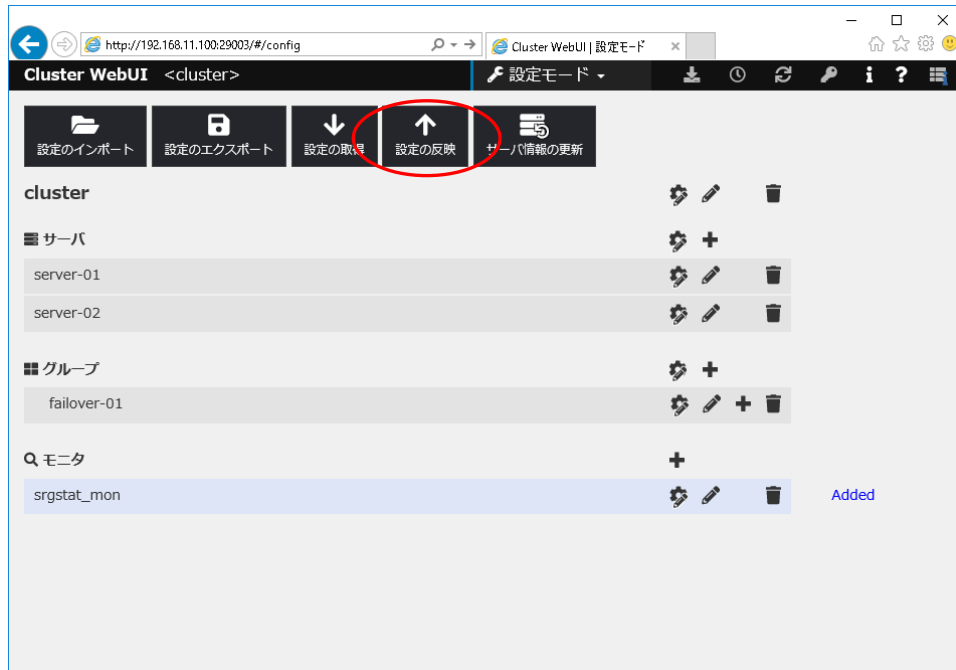 http://192.168.11.100:29003/#/config
Cluster WebUI | 設定モード
Cluster WebUI <cluster>
設定モード
設定のインポート
設定のエクスポート
設定の取得
設定の反映
サーバ情報の更新
cluster
サーバ
server-01
server-02
グループ
failover-01
モニタ
srgstat_mon Added